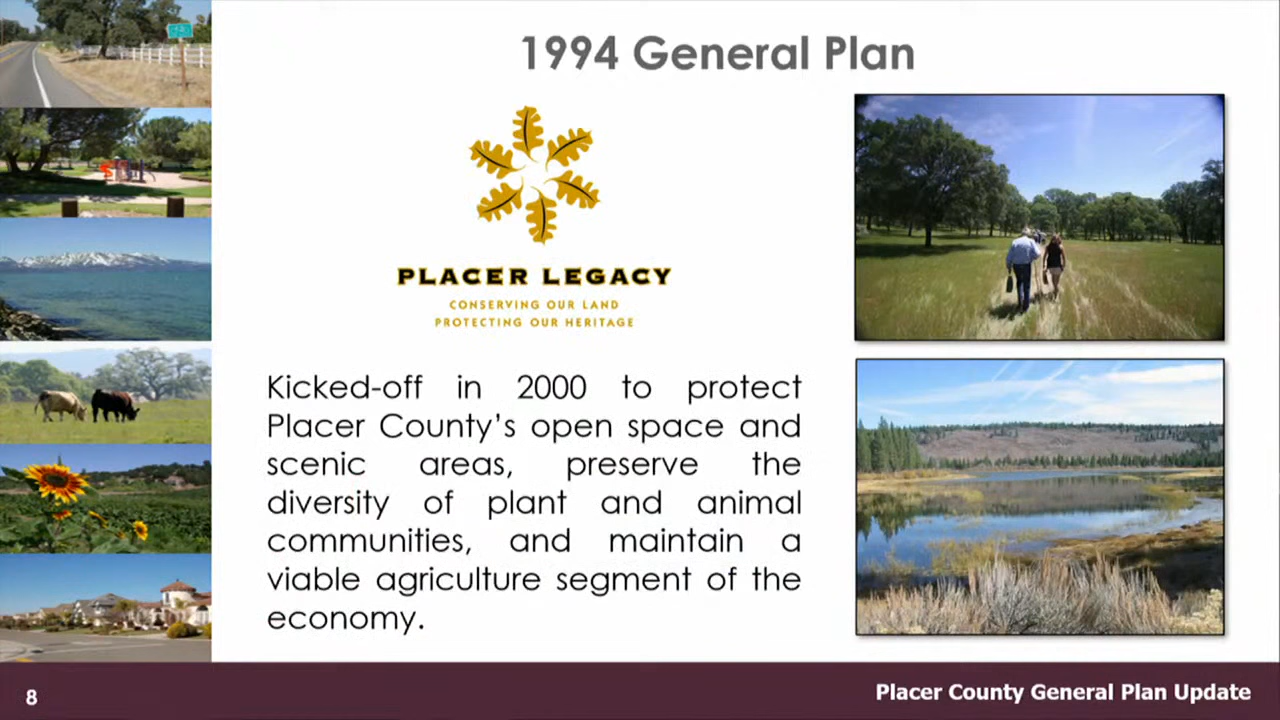 1994 General Plan
PLACER LEGACY
CONSERVING OUR LAND
PROTECTING OUR HERITAGE
Kicked-off in 2000 to protect
Placer County's open space and
scenic areas, preserve the
diversity of plant and animal
communities, and maintain a
viable agriculture segment of the
economy.
8
Placer County General Plan Update